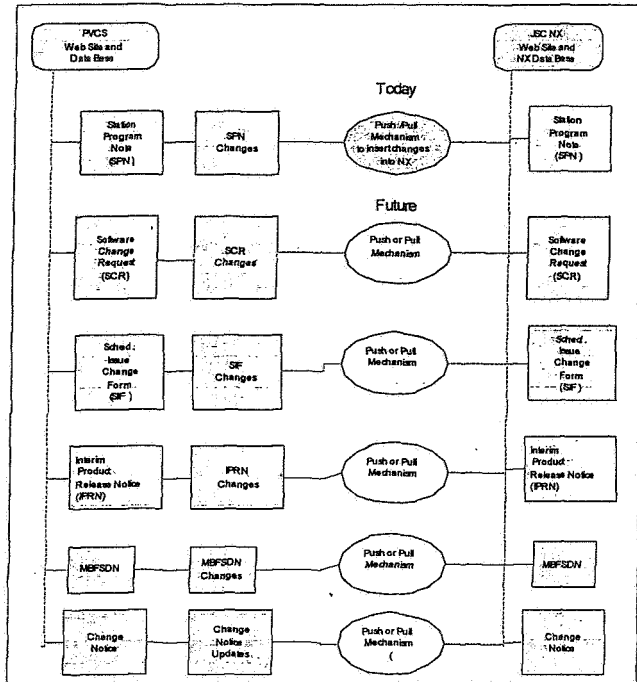 PVCS
Web Site and
Data Base
JSC NX
Web Site and
NX Data Base
Today
Station
Program
Note
(SPN)
SPN
Changes
Push/Pull
Mechanism
to insert changes
into NX
Station
Program
Note
(SPN)
Future
Software
Change
Request
(SCR)
SCR
Changes
Push or Pull
Mechanism
Software
Change
Request
(SCR)
Sched.
Issue
Change
Form
(SIF)
SIF
Changes
Push or Pull
Mechanism
Sched.
Issue
Change
Form
(SIF)
Interim
Product
Release Notice
(IPRN)
IPRN
Changes
Push or Pull
Mechanism
Interim
Product
Release Notice
(IPRN)
MBFSDN
MBFSDN
Changes
Push or Pull
Mechanism
MBFSDN
Change
Notice
Change
Notice
Updates
Push or Pull
Mechanism
(
Change
Notice